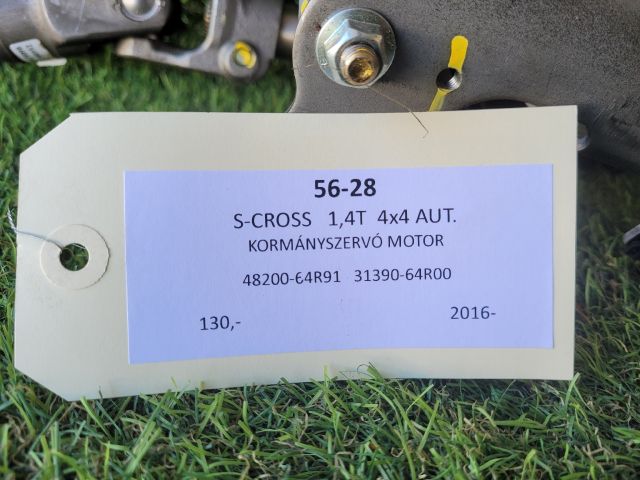 56-28
S-CROSS 1,4T 4x4 AUT.
KORMÁNYSZERVÓ MOTOR
48200-64R91 31390-64R00
130,- 2016-